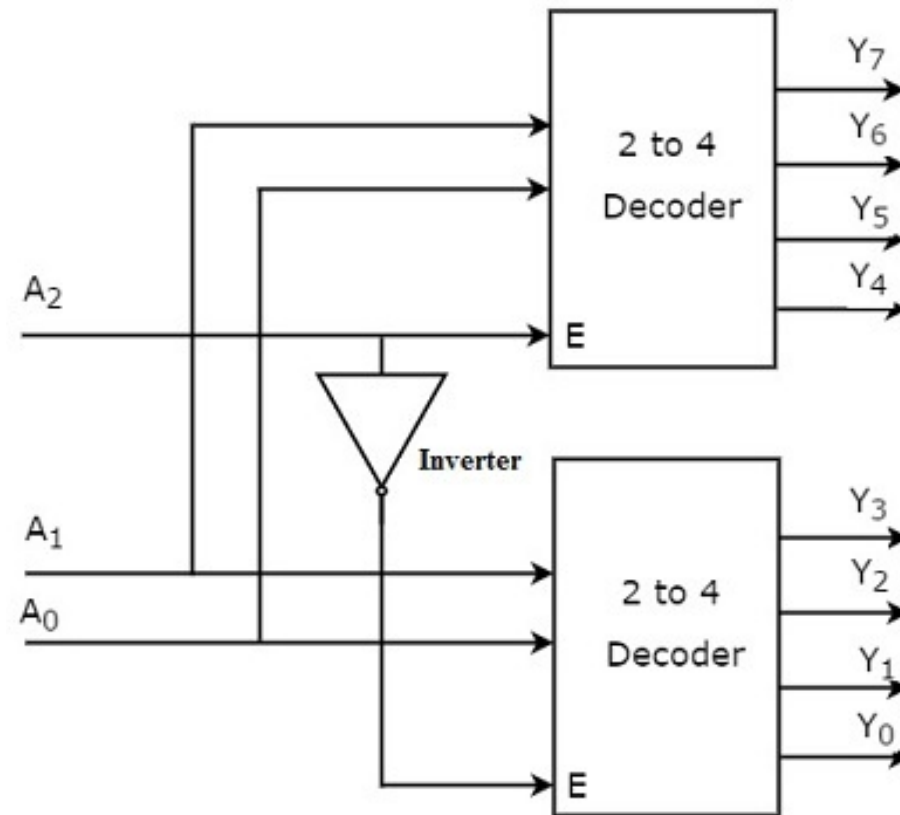 Y₇
2 to 4
Decoder
Y₆
Y₅
Y₄
A₂
E
Inverter
A₁
A₀
2 to 4
Decoder
Y₃
Y₂
Y₁
Y₀
E